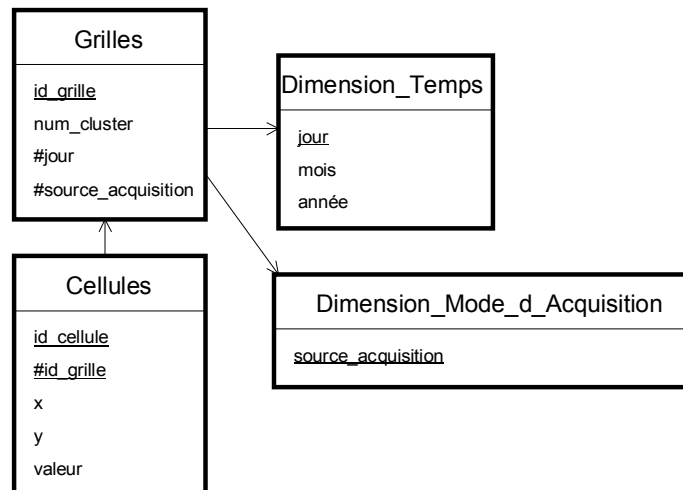 Grilles
id_grille
num_cluster
#jour
#source_acquisition
Dimension_Temps
jour
mois
année
Cellules
id_cellule
#id_grille
x
y
valeur
Dimension_Mode_d_Acquisition
source_acquisition